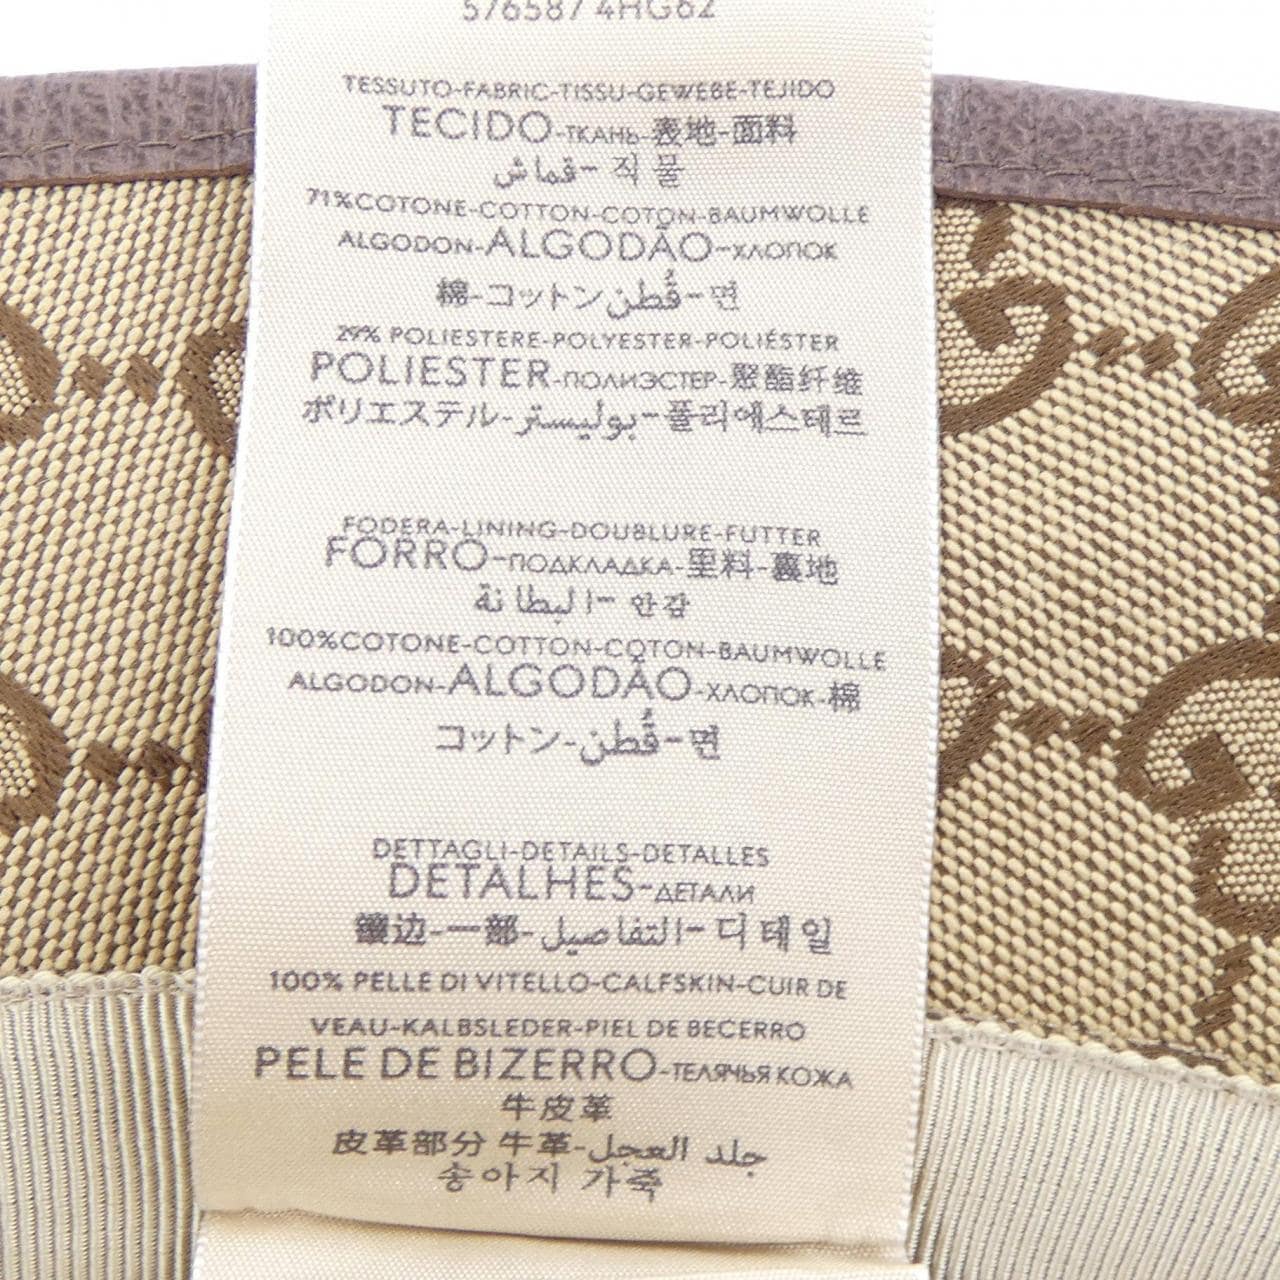 576587 4HG62
TESSUTO-FABRIC-TISSU-GEWEBE-TEJIDO
TECIDO-ТКАНЬ-表地-面料
قماش-직물
71%COTONE-COTTON-COTON-BAUMWOLLE
ALGODON-ALGODÃO-ХЛОПОК
棉-コットン-قُطن-면
29% POLIESTERE-POLYESTER-POLIÉSTER
POLIESTER-ПОЛИЭСТЕР-聚酯纤维
ポリエステル-بوليستر-폴리에스테르
FODERA-LINING-DOUBLURE-FUTTER
FORRO-ПОДКЛАДКА-里料-裏地
البطانة-안감
100%COTONE-COTTON-COTON-BAUMWOLLE
ALGODON-ALGODÃO-ХЛОПОК-棉
コットン-قُطن-면
DETTAGLI-DETAILS-DETALLES
DETALHES-ДЕТАЛИ
镶边-一部-التفاصيل-디테일
100% PELLE DI VITELLO-CALFSKIN-CUIR DE
VEAU-KALBSLEDER-PIEL DE BECERRO
PELE DE BIZERRO-ТЕЛЯЧЬЯ КОЖА
牛皮革
皮革部分 牛革-جلد العجل
송아지 가죽